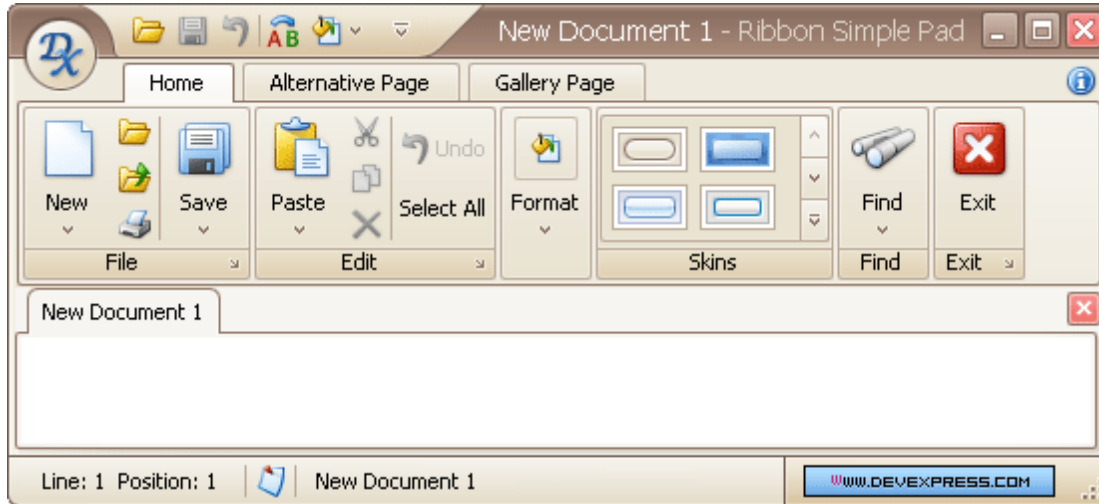 DX
AB
New Document 1 - Ribbon Simple Pad
Home
Alternative Page
Gallery Page
New
Save
Paste
Undo
Select All
Format
Find
Exit
File
Edit
Skins
Find
Exit
New Document 1
Line: 1 Position: 1
New Document 1
WWW.DEVEXPRESS.COM